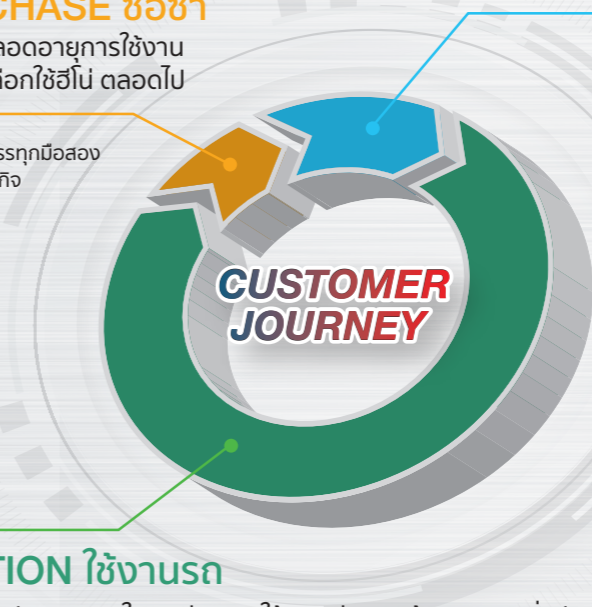 CHASE ซื้อซ้ำ
ลอดอายุการใช้งาน
ลือกใช้ฮีโน่ ตลอดไป
รรทุกมือสอง
กิจ
CUSTOMER
JOURNEY
TION ใช้งานรถ